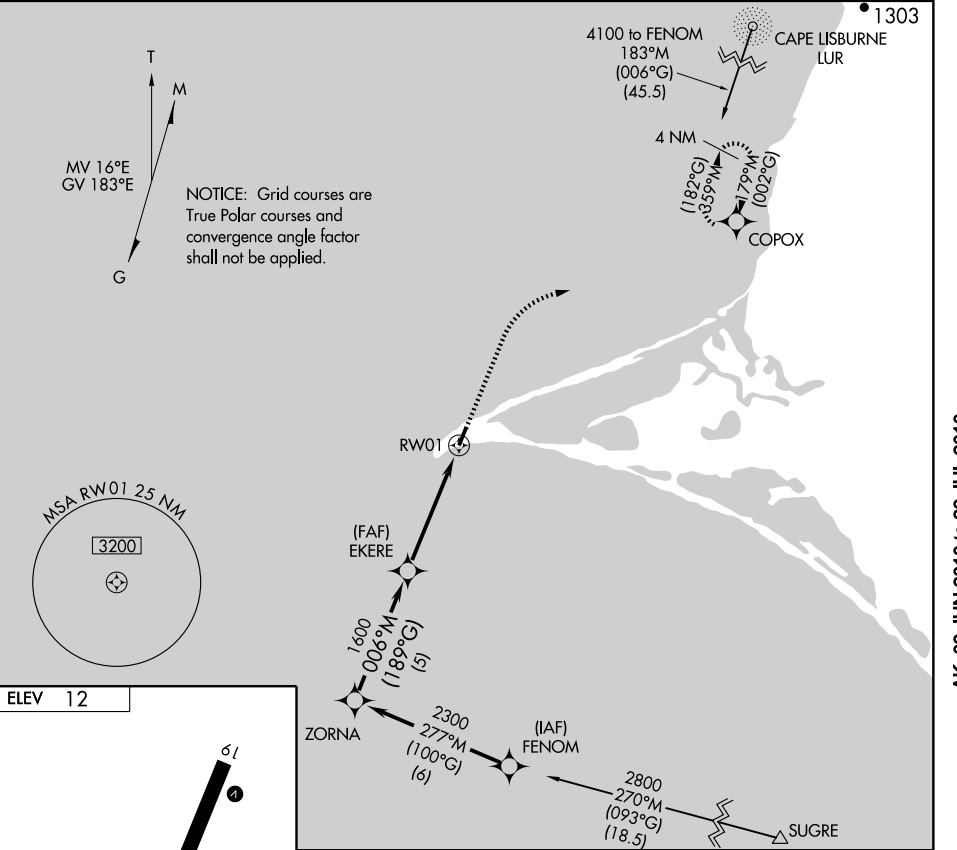 1303
4100 to FENOM
183°M
(006°G)
(45.5)
CAPE LISBURNE
LUR
T
M
MV 16°E
GV 183°E
G
NOTICE: Grid courses are
True Polar courses and
convergence angle factor
shall not be applied.
4 NM
(182°G)
359°M
179°M
(002°G)
COPOX
RW01
MSA RW01 25 NM
3200
(FAF)
EKERE
1600
006°M
(189°G)
(5)
ELEV 12
ZORNA
2300
277°M
(100°G)
(6)
(IAF)
FENOM
2800
270°M
(093°G)
(18.5)
SUGRE
19
V